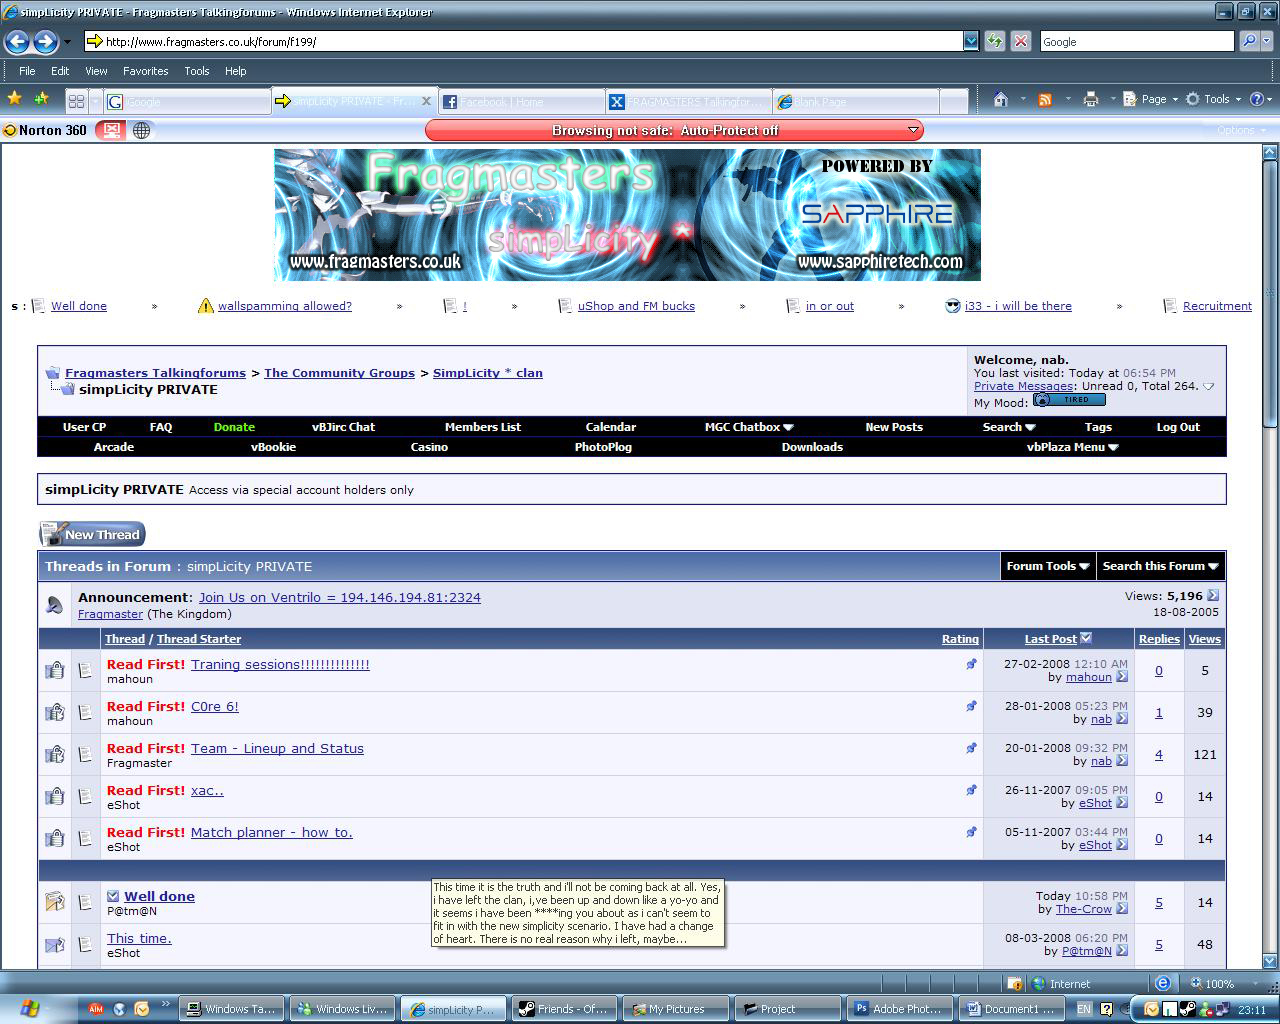 simpLicity PRIVATE - Fragmasters Talkingforums - Windows Internet Explorer
http://www.fragmasters.co.uk/forum/f199/
Google
File Edit View Favorites Tools Help
Google
simpLicity PRIVATE - Fr...
Facebook | Home
FRAGMASTERS Talkingfor...
Blank Page
Page Tools
Norton 360
Browsing not safe: Auto-Protect off
Options
Fragmasters
simpLicity *
www.fragmasters.co.uk
POWERED BY
SAPPHIRE
www.sapphiretech.com
s : Well done » wallspamming allowed? » ! » uShop and FM bucks » in or out » i33 - i will be there » Recruitment
Fragmasters Talkingforums > The Community Groups > SimpLicity * clan
simpLicity PRIVATE
Welcome, nab.
You last visited: Today at 06:54 PM
Private Messages: Unread 0, Total 264.
My Mood: TIRED
User CP FAQ Donate vBJirc Chat Members List Calendar MGC Chatbox New Posts Search Tags Log Out
Arcade vBookie Casino PhotoPlog Downloads vbPlaza Menu
simpLicity PRIVATE Access via special account holders only
New Thread
Threads in Forum : simpLicity PRIVATE
Forum Tools Search this Forum
Announcement: Join Us on Ventrilo = 194.146.194.81:2324
Fragmaster (The Kingdom)
Views: 5,196
18-08-2005
Thread / Thread Starter Rating Last Post Replies Views
Read First! Traning sessions!!!!!!!!!!!!!!
mahoun
27-02-2008 12:10 AM
by mahoun
0 5
Read First! C0re 6!
mahoun
28-01-2008 05:23 PM
by nab
1 39
Read First! Team - Lineup and Status
Fragmaster
20-01-2008 09:32 PM
by nab
4 121
Read First! xac..
eShot
26-11-2007 09:05 PM
by eShot
0 14
Read First! Match planner - how to.
eShot
05-11-2007 03:44 PM
by eShot
0 14
Well done
P@tm@N
Today 10:58 PM
by The-Crow
5 14
This time it is the truth and i'll not be coming back at all. Yes,
i have left the clan, i,ve been up and down like a yo-yo and
it seems i have been ****ing you about as i can't seem to
fit in with the new simplicity scenario. I have had a change
of heart. There is no real reason why i left, maybe...
This time.
eShot
08-03-2008 06:20 PM
by P@tm@N
5 48
Internet
100%
AIM
»
Windows Ta...
Windows Liv...
simpLicity P...
Friends - Of...
My Pictures
Project
Adobe Phot...
Document1 ...
EN
23:11